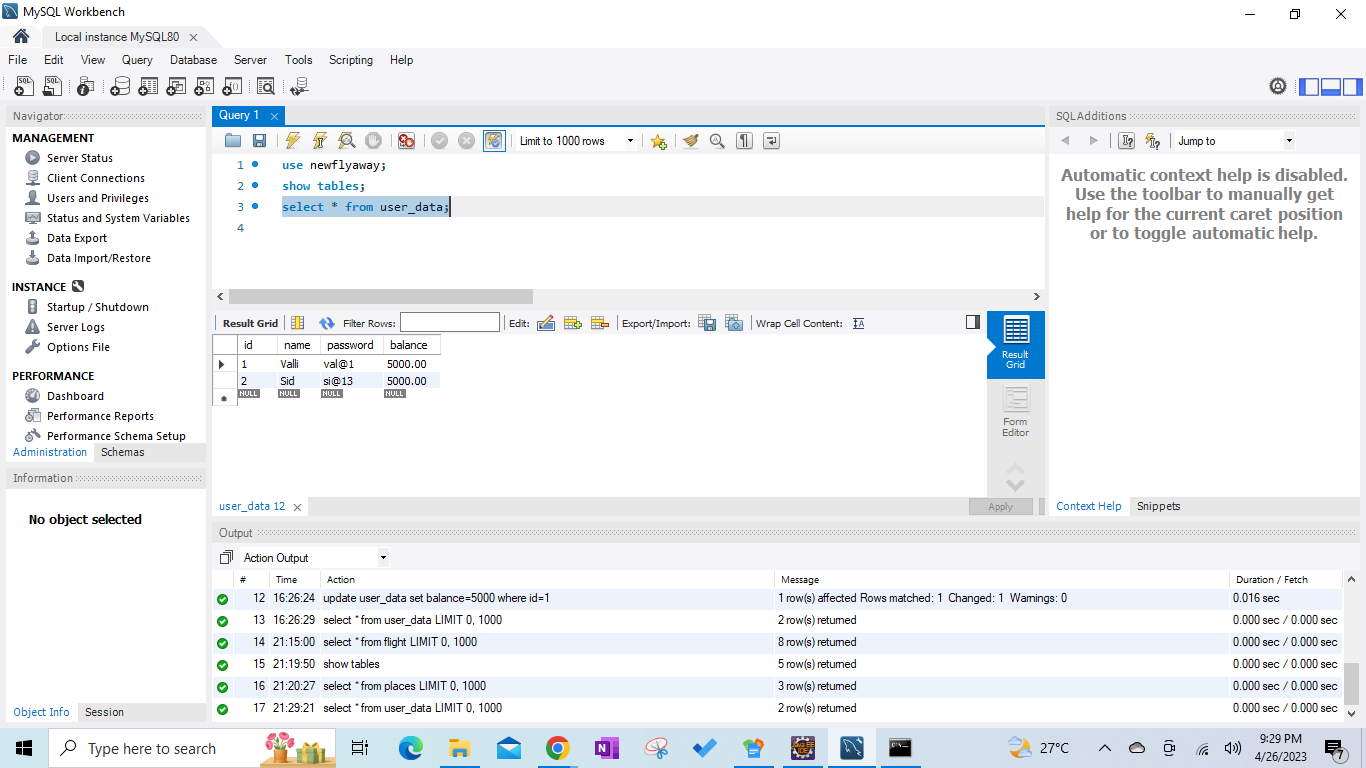 MySQL Workbench
Local instance MySQL80
File Edit View Query Database Server Tools Scripting Help
Navigator
MANAGEMENT
Server Status
Client Connections
Users and Privileges
Status and System Variables
Data Export
Data Import/Restore
INSTANCE
Startup / Shutdown
Server Logs
Options File
PERFORMANCE
Dashboard
Performance Reports
Performance Schema Setup
Administration Schemas
Information
No object selected
Object Info Session
Query 1
Limit to 1000 rows
1 use newflyaway;
2 show tables;
3 select * from user_data;
4
Result Grid Filter Rows: Edit: Export/Import: Wrap Cell Content:
id name password balance
1 Valli val@1 5000.00
2 Sid si@13 5000.00
NULL NULL NULL NULL
Result
Grid
Form
Editor
user_data 12
Apply
SQLAdditions
Jump to
Automatic context help is disabled.
Use the toolbar to manually get
help for the current caret position
or to toggle automatic help.
Context Help Snippets
Output
Action Output
# Time Action Message Duration / Fetch
12 16:26:24 update user_data set balance=5000 where id=1 1 row(s) affected Rows matched: 1 Changed: 1 Warnings: 0 0.016 sec
13 16:26:29 select * from user_data LIMIT 0, 1000 2 row(s) returned 0.000 sec / 0.000 sec
14 21:15:00 select * from flight LIMIT 0, 1000 8 row(s) returned 0.000 sec / 0.000 sec
15 21:19:50 show tables 5 row(s) returned 0.000 sec / 0.000 sec
16 21:20:27 select * from places LIMIT 0, 1000 3 row(s) returned 0.000 sec / 0.000 sec
17 21:29:21 select * from user_data LIMIT 0, 1000 2 row(s) returned 0.000 sec / 0.000 sec
Type here to search
27°C
9:29 PM
4/26/2023
7